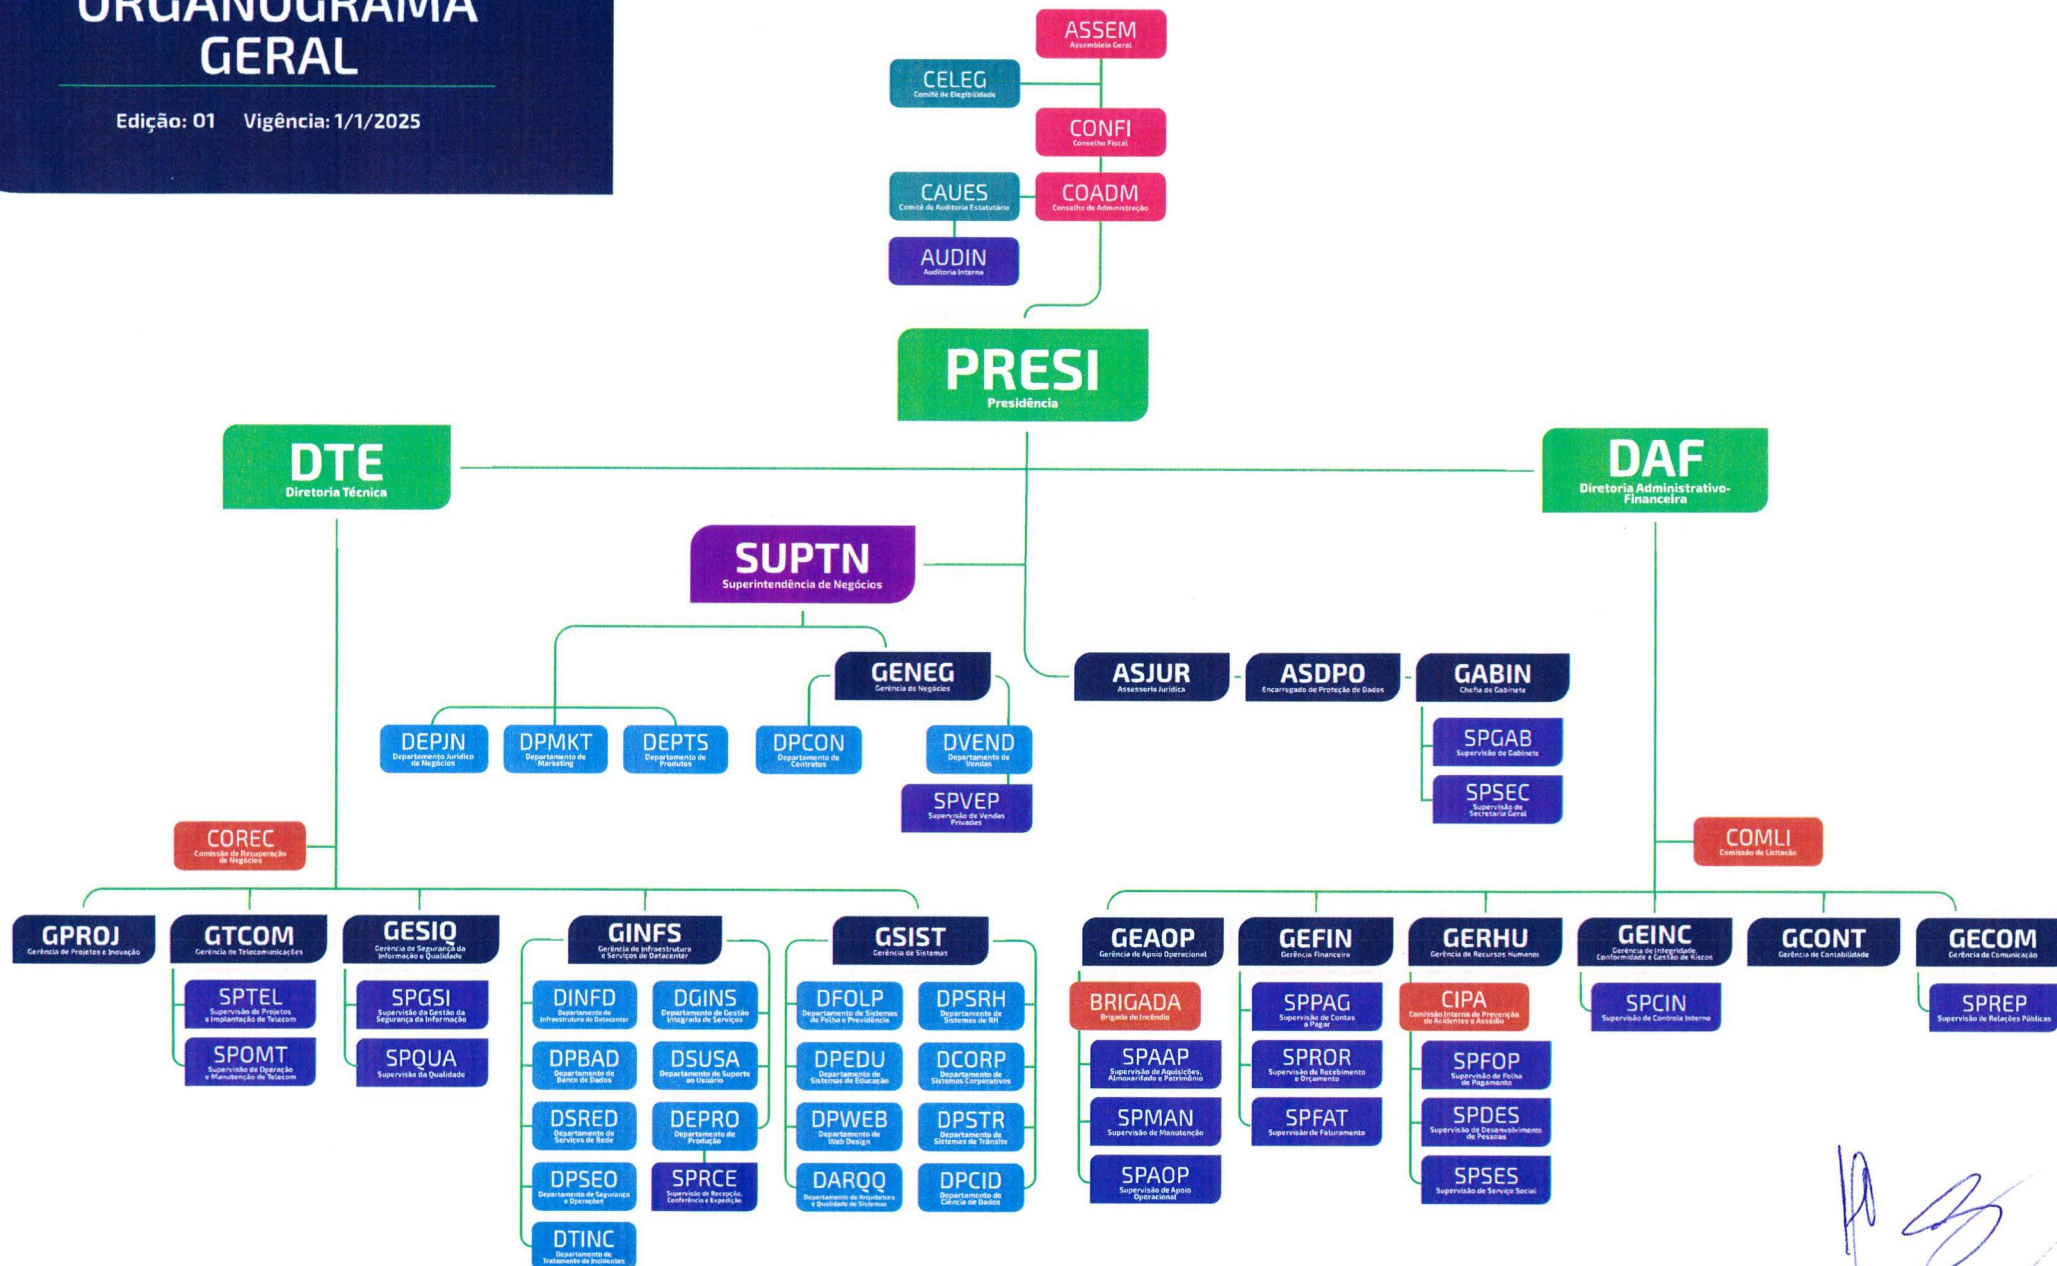 ORGANOGRAMA
GERAL
Edição: 01 Vigência: 1/1/2025
ASSEM
Assembleia Geral
CELEG
Comitê de Elegibilidade
CONFI
Conselho Fiscal
CAUES
Comitê de Auditoria Estatutário
COADM
Conselho de Administração
AUDIN
Auditoria Interna
PRESI
Presidência
DTE
Diretoria Técnica
DAF
Diretoria Administrativo-
Financeira
SUPTN
Superintendência de Negócios
GENEG
Gerência de Negócios
ASJUR
Assessoria Jurídica
ASDPO
Encarregado de Proteção de Dados
GABIN
Chefia de Gabinete
DEPJN
Departamento Jurídico
de Negócios
DPMKT
Departamento de
Marketing
DEPTS
Departamento de
Produtos
DPCON
Departamento de
Contratos
DVEND
Departamento de
Vendas
SPVEP
Supervisão de Vendas
Privadas
SPGAB
Supervisão de Gabinete
SPSEC
Supervisão de
Secretaria Geral
COREC
Comissão de Recuperação
de Negócios
COMLI
Comissão de Licitação
GPROJ
Gerência de Projetos e Inovação
GTCOM
Gerência de Telecomunicações
GESIQ
Gerência de Segurança da
Informação e Qualidade
GINFS
Gerência de Infraestrutura
e Serviços de Datacenter
GSIST
Gerência de Sistemas
GEAOP
Gerência de Apoio Operacional
GEFIN
Gerência Financeira
GERHU
Gerência de Recursos Humanos
GEINC
Gerência de Integridade,
Conformidade e Gestão de Riscos
GCONT
Gerência de Contabilidade
GECOM
Gerência de Comunicação
SPTEL
Supervisão de Projetos
e Implantação de Telecom
SPOMT
Supervisão de Operação
e Manutenção de Telecom
SPGSI
Supervisão da Gestão da
Segurança da Informação
SPQUA
Supervisão da Qualidade
DINFD
Departamento de
Infraestrutura de Datacenter
DGINS
Departamento de Gestão
Integrada de Serviços
DPBAD
Departamento de
Banco de Dados
DSUSA
Departamento de Suporte
ao Usuário
DSRED
Departamento de
Serviços de Rede
DEPRO
Departamento de
Produção
DPSEO
Departamento de Segurança
e Operações
SPRCE
Supervisão de Recepção,
Conferência e Expedição
DTINC
Departamento de
Tratamento de Incidentes
DFOLP
Departamento de Sistemas
de Folha e Previdência
DPSRH
Departamento de
Sistemas de RH
DPEDU
Departamento de
Sistemas de Educação
DCORP
Departamento de
Sistemas Corporativos
DPWEB
Departamento de
Web Design
DPSTR
Departamento de
Sistemas de Trânsito
DARQQ
Departamento de Arquitetura
e Qualidade de Sistemas
DPCID
Departamento de
Ciência de Dados
BRIGADA
Brigada de Incêndio
SPAAP
Supervisão de Aquisições,
Almoxarifado e Patrimônio
SPMAN
Supervisão de Manutenção
SPAOP
Supervisão de Apoio
Operacional
SPPAG
Supervisão de Contas
a Pagar
SPROR
Supervisão de Recebimento
e Orçamento
SPFAT
Supervisão de Faturamento
CIPA
Comissão Interna de Prevenção
de Acidentes e Assédio
SPFOP
Supervisão de Folha
de Pagamento
SPDES
Supervisão de Desenvolvimento
de Pessoas
SPSES
Supervisão de Serviço Social
SPCIN
Supervisão de Controle Interno
SPREP
Supervisão de Relações Públicas